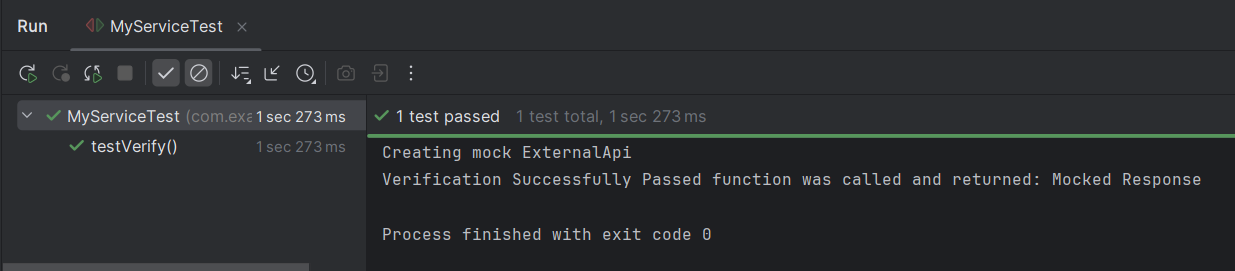 Run MyServiceTest ×
MyServiceTest (com.exa 1 sec 273 ms
testVerify() 1 sec 273 ms
1 test passed 1 test total, 1 sec 273 ms
Creating mock ExternalApi
Verification Successfully Passed function was called and returned: Mocked Response
Process finished with exit code 0